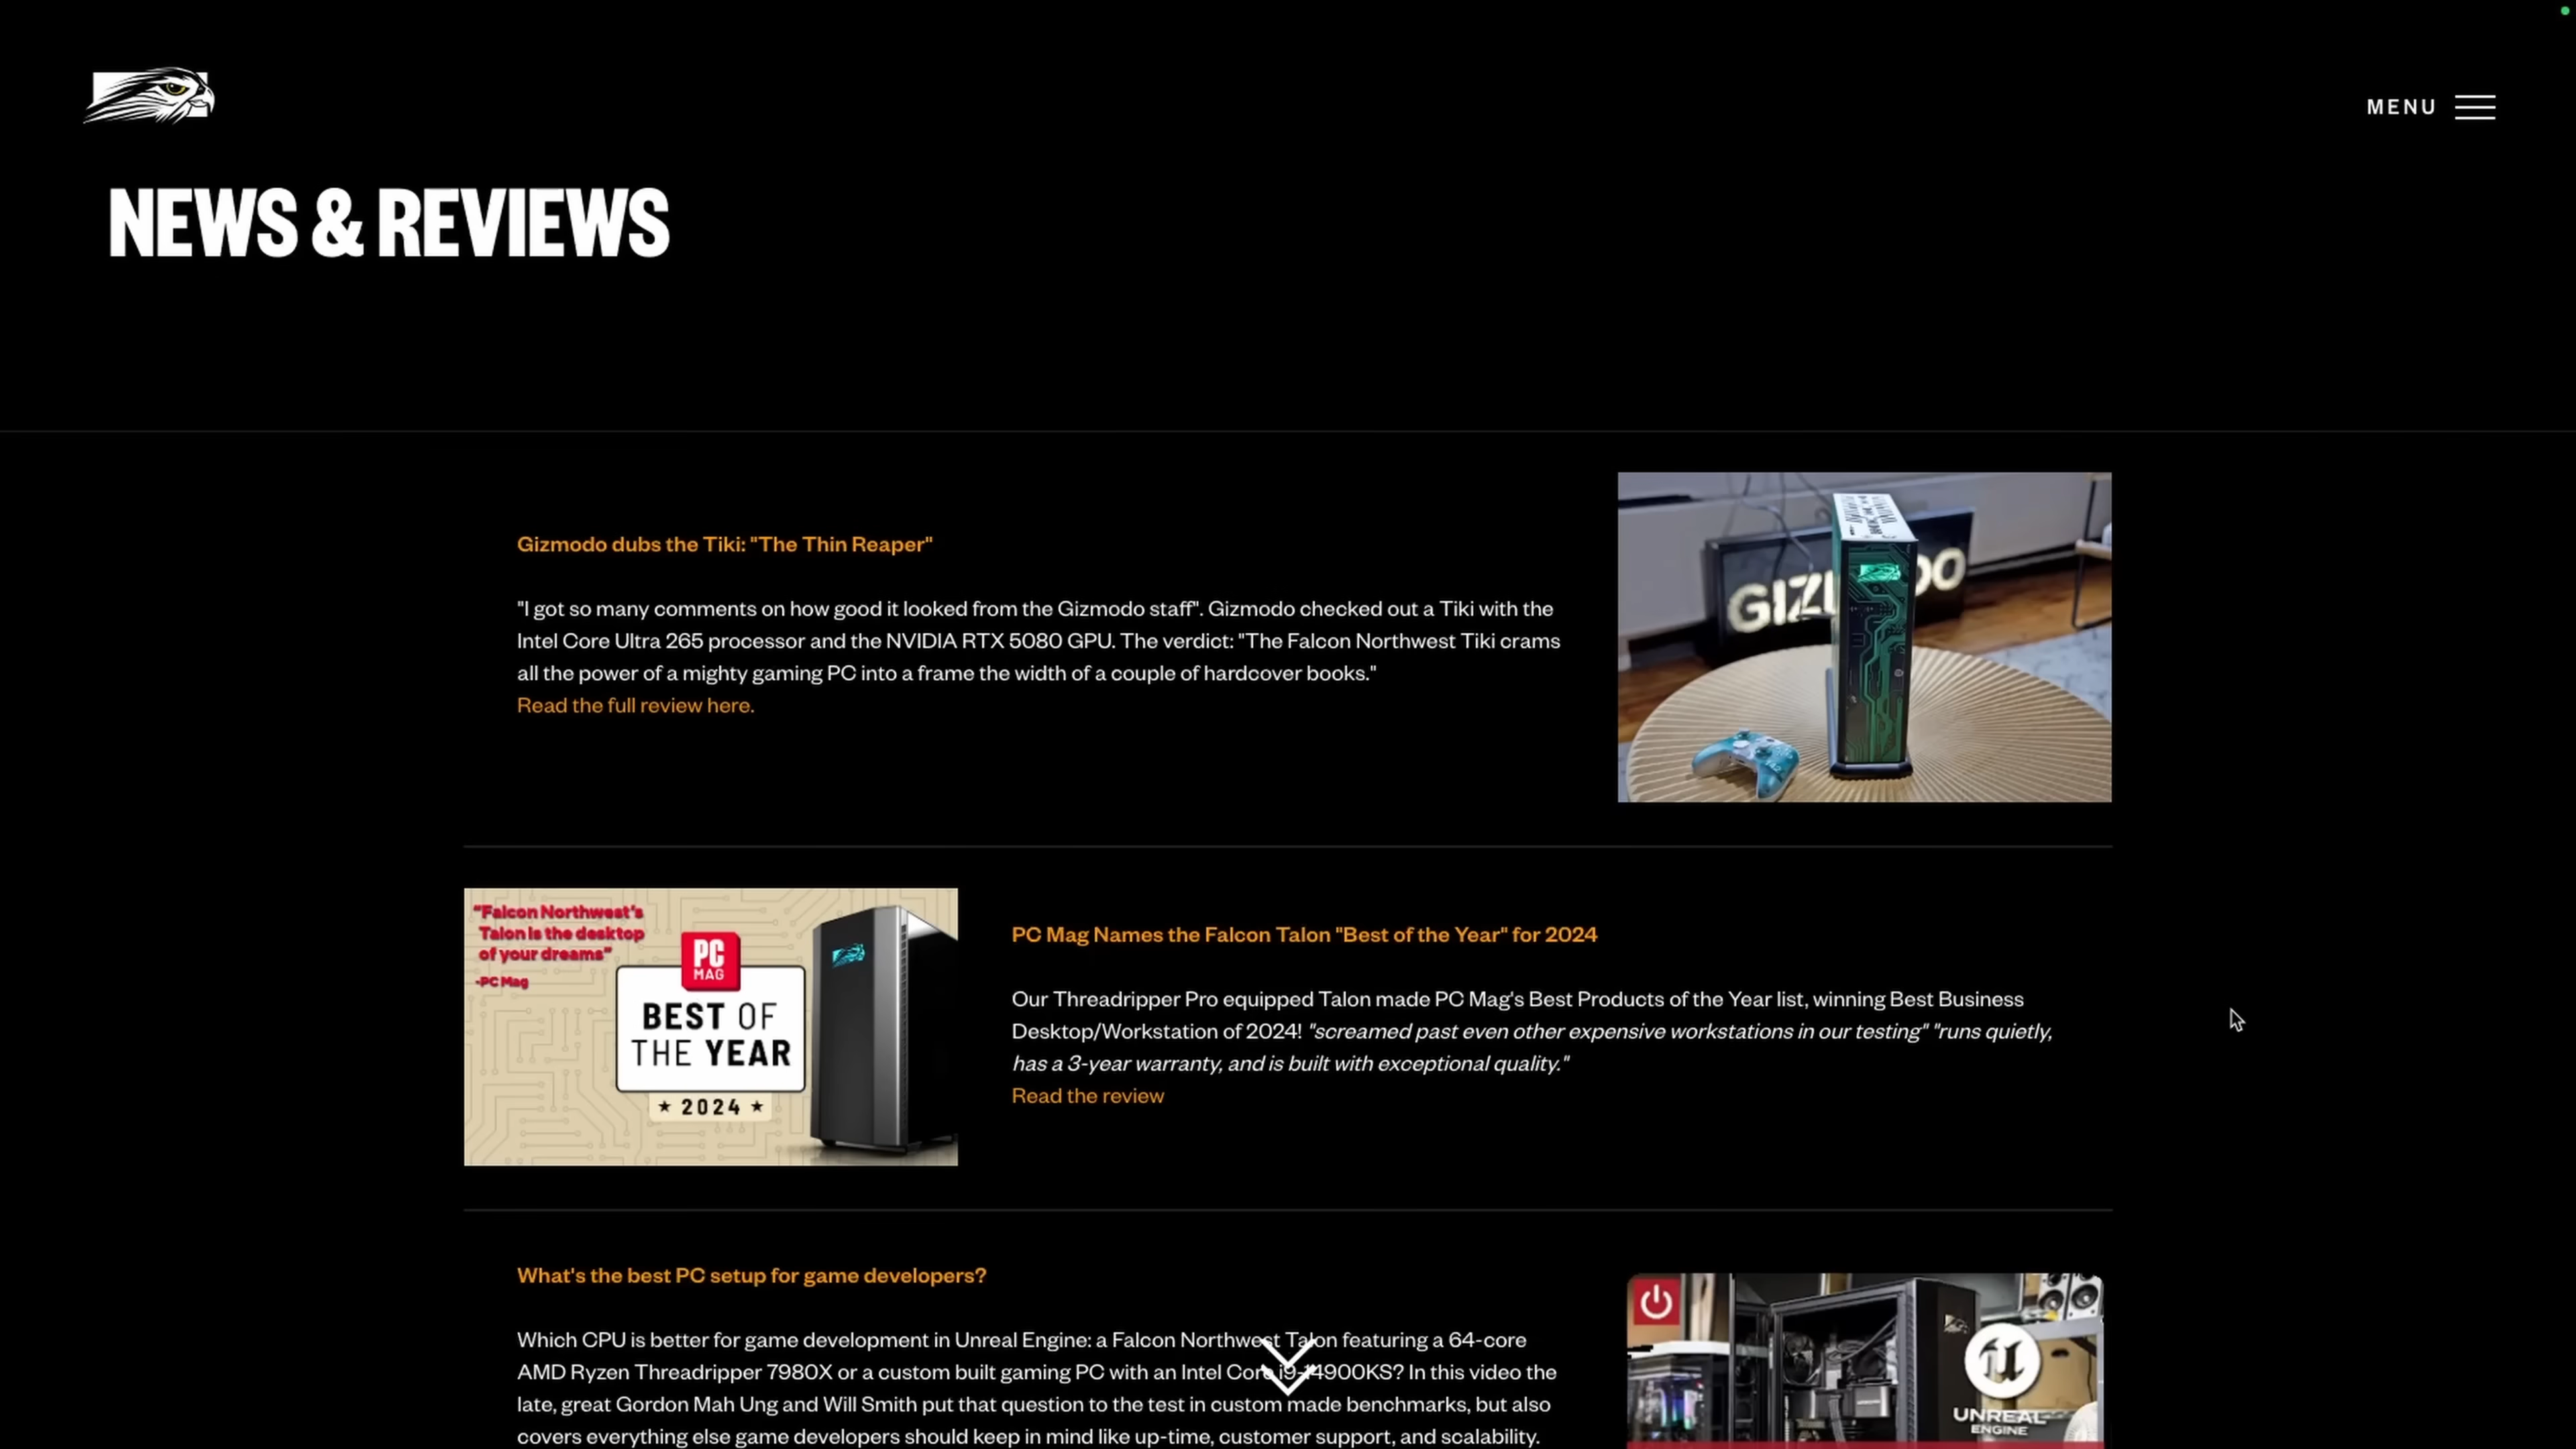 MENU
NEWS & REVIEWS
Gizmodo dubs the Tiki: "The Thin Reaper"
"I got so many comments on how good it looked from the Gizmodo staff". Gizmodo checked out a Tiki with the
Intel Core Ultra 265 processor and the NVIDIA RTX 5080 GPU. The verdict: "The Falcon Northwest Tiki crams
all the power of a mighty gaming PC into a frame the width of a couple of hardcover books."
Read the full review here.
"Falcon Northwest's
Talon is the desktop
of your dreams"
-PC Mag
PC
MAG
BEST OF
THE YEAR
★ 2024 ★
PC Mag Names the Falcon Talon "Best of the Year" for 2024
Our Threadripper Pro equipped Talon made PC Mag's Best Products of the Year list, winning Best Business
Desktop/Workstation of 2024! "screamed past even other expensive workstations in our testing" "runs quietly,
has a 3-year warranty, and is built with exceptional quality."
Read the review
What's the best PC setup for game developers?
Which CPU is better for game development in Unreal Engine: a Falcon Northwest Talon featuring a 64-core
AMD Ryzen Threadripper 7980X or a custom built gaming PC with an Intel Core i9-14900KS? In this video the
late, great Gordon Mah Ung and Will Smith put that question to the test in custom made benchmarks, but also
covers everything else game developers should keep in mind like up-time, customer support, and scalability.
UNREAL
ENGINE